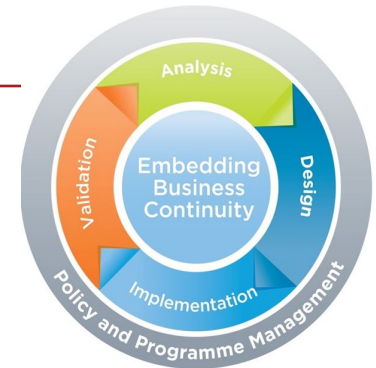 Analysis
Design
Implementation
Validation
Embedding
Business
Continuity
Policy and Programme Management